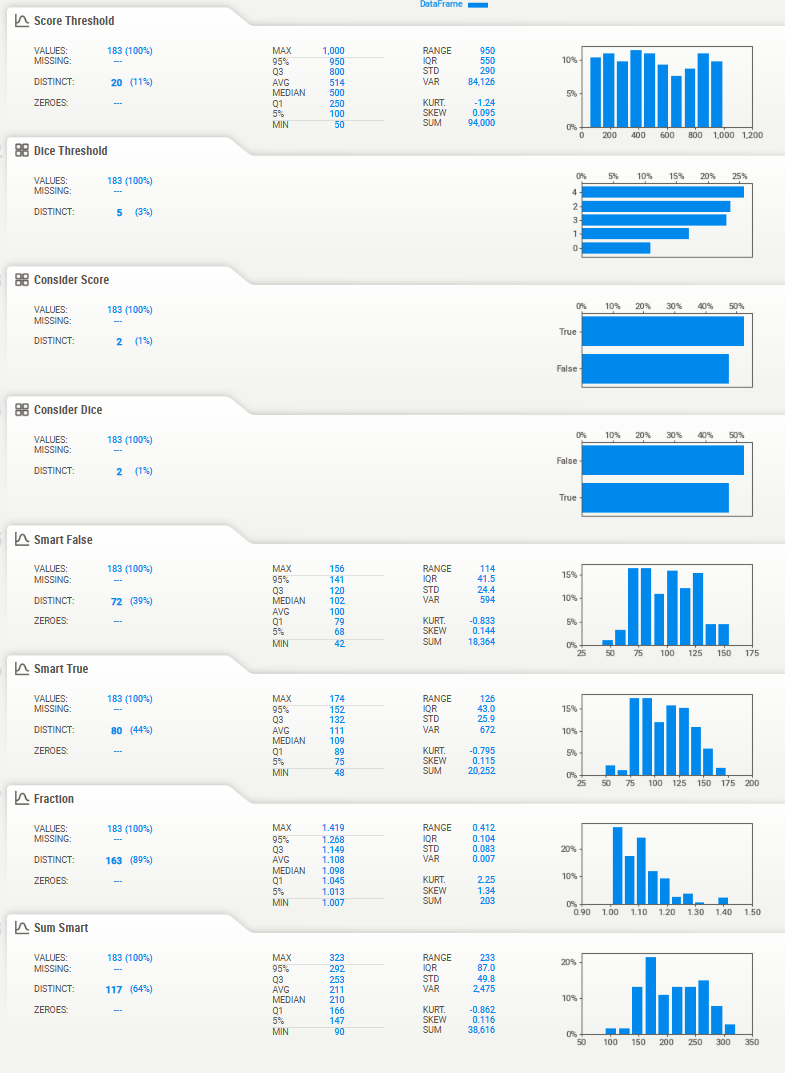 DataFrame
Score Threshold
VALUES: 183 (100%)
MISSING: ---
DISTINCT: 20 (11%)
ZEROES: ---
MAX 1,000
95% 950
Q3 800
AVG 514
MEDIAN 500
Q1 250
5% 100
MIN 50
RANGE 950
IQR 550
STD 290
VAR 84,126
KURT. -1.24
SKEW 0.095
SUM 94,000
10%
5%
0%
0 200 400 600 800 1,000 1,200
Dice Threshold
VALUES: 183 (100%)
MISSING: ---
DISTINCT: 5 (3%)
0% 5% 10% 15% 20% 25%
4
2
3
1
0
Consider Score
VALUES: 183 (100%)
MISSING: ---
DISTINCT: 2 (1%)
0% 10% 20% 30% 40% 50%
True
False
Consider Dice
VALUES: 183 (100%)
MISSING: ---
DISTINCT: 2 (1%)
0% 10% 20% 30% 40% 50%
False
True
Smart False
VALUES: 183 (100%)
MISSING: ---
DISTINCT: 72 (39%)
ZEROES: ---
MAX 156
95% 141
Q3 120
MEDIAN 102
AVG 100
Q1 79
5% 68
MIN 42
RANGE 114
IQR 41.5
STD 24.4
VAR 594
KURT. -0.833
SKEW 0.144
SUM 18,364
15%
10%
5%
0%
25 50 75 100 125 150 175
Smart True
VALUES: 183 (100%)
MISSING: ---
DISTINCT: 80 (44%)
ZEROES: ---
MAX 174
95% 152
Q3 132
AVG 111
MEDIAN 109
Q1 89
5% 75
MIN 48
RANGE 126
IQR 43.0
STD 25.9
VAR 672
KURT. -0.795
SKEW 0.115
SUM 20,252
15%
10%
5%
0%
25 50 75 100 125 150 175 200
Fraction
VALUES: 183 (100%)
MISSING: ---
DISTINCT: 163 (89%)
ZEROES: ---
MAX 1.419
95% 1.268
Q3 1.149
AVG 1.108
MEDIAN 1.098
Q1 1.045
5% 1.013
MIN 1.007
RANGE 0.412
IQR 0.104
STD 0.083
VAR 0.007
KURT. 2.25
SKEW 1.34
SUM 203
20%
10%
0%
0.90 1.00 1.10 1.20 1.30 1.40 1.50
Sum Smart
VALUES: 183 (100%)
MISSING: ---
DISTINCT: 117 (64%)
ZEROES: ---
MAX 323
95% 292
Q3 253
AVG 211
MEDIAN 210
Q1 166
5% 147
MIN 90
RANGE 233
IQR 87.0
STD 49.8
VAR 2,475
KURT. -0.862
SKEW 0.116
SUM 38,616
20%
10%
0%
50 100 150 200 250 300 350